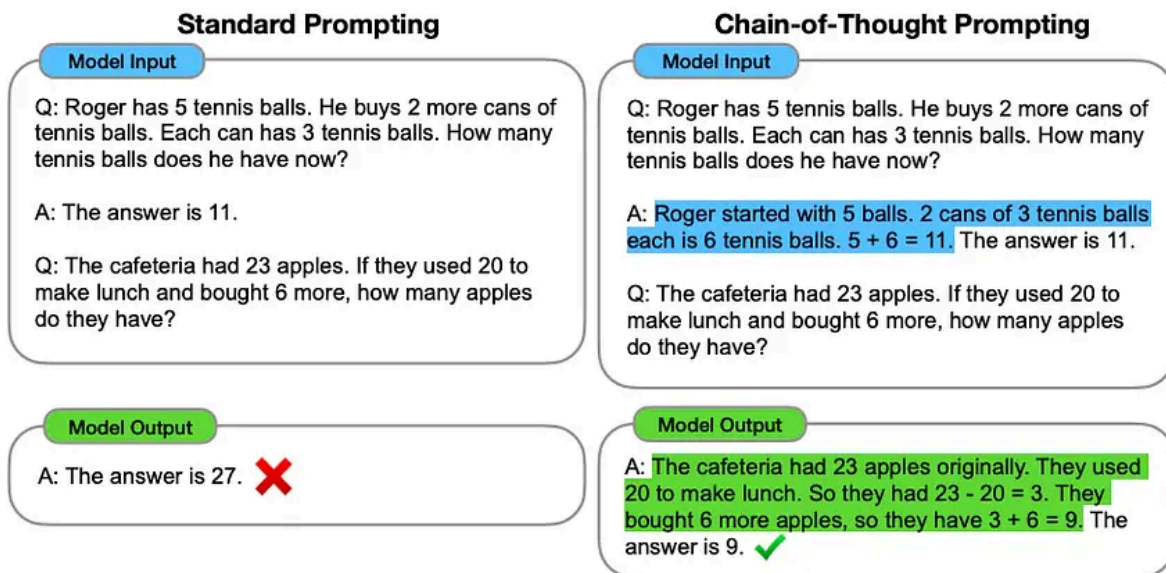 Standard Prompting
Model Input
Q: Roger has 5 tennis balls. He buys 2 more cans of
tennis balls. Each can has 3 tennis balls. How many
tennis balls does he have now?
A: The answer is 11.
Q: The cafeteria had 23 apples. If they used 20 to
make lunch and bought 6 more, how many apples
do they have?
Model Output
A: The answer is 27.
Chain-of-Thought Prompting
Model Input
Q: Roger has 5 tennis balls. He buys 2 more cans of
tennis balls. Each can has 3 tennis balls. How many
tennis balls does he have now?
A: Roger started with 5 balls. 2 cans of 3 tennis balls
each is 6 tennis balls. 5 + 6 = 11. The answer is 11.
Q: The cafeteria had 23 apples. If they used 20 to
make lunch and bought 6 more, how many apples
do they have?
Model Output
A: The cafeteria had 23 apples originally. They used
20 to make lunch. So they had 23 - 20 = 3. They
bought 6 more apples, so they have 3 + 6 = 9. The
answer is 9.